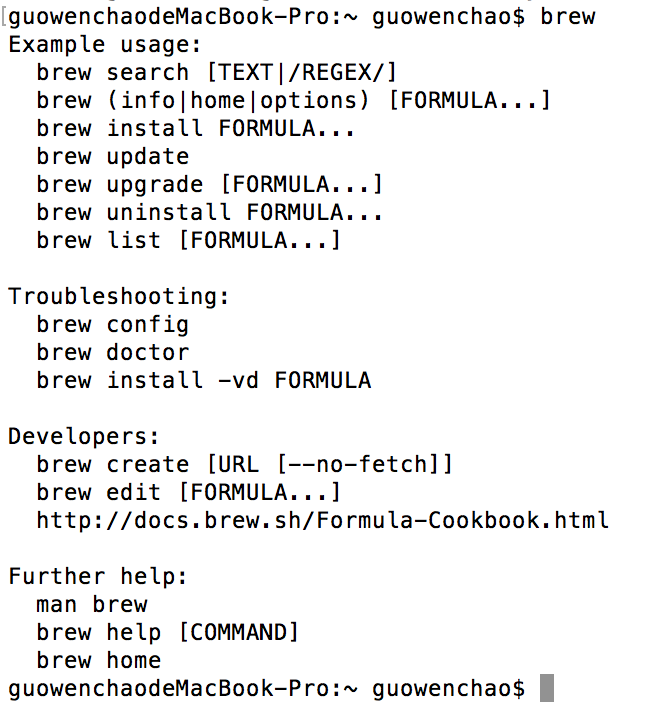 [guowenchaodeMacBook-Pro:~ guowenchao$ brew
Example usage:
  brew search [TEXT|/REGEX/]
  brew (info|home|options) [FORMULA...]
  brew install FORMULA...
  brew update
  brew upgrade [FORMULA...]
  brew uninstall FORMULA...
  brew list [FORMULA...]

Troubleshooting:
  brew config
  brew doctor
  brew install -vd FORMULA

Developers:
  brew create [URL [--no-fetch]]
  brew edit [FORMULA...]
  http://docs.brew.sh/Formula-Cookbook.html

Further help:
  man brew
  brew help [COMMAND]
  brew home
guowenchaodeMacBook-Pro:~ guowenchao$